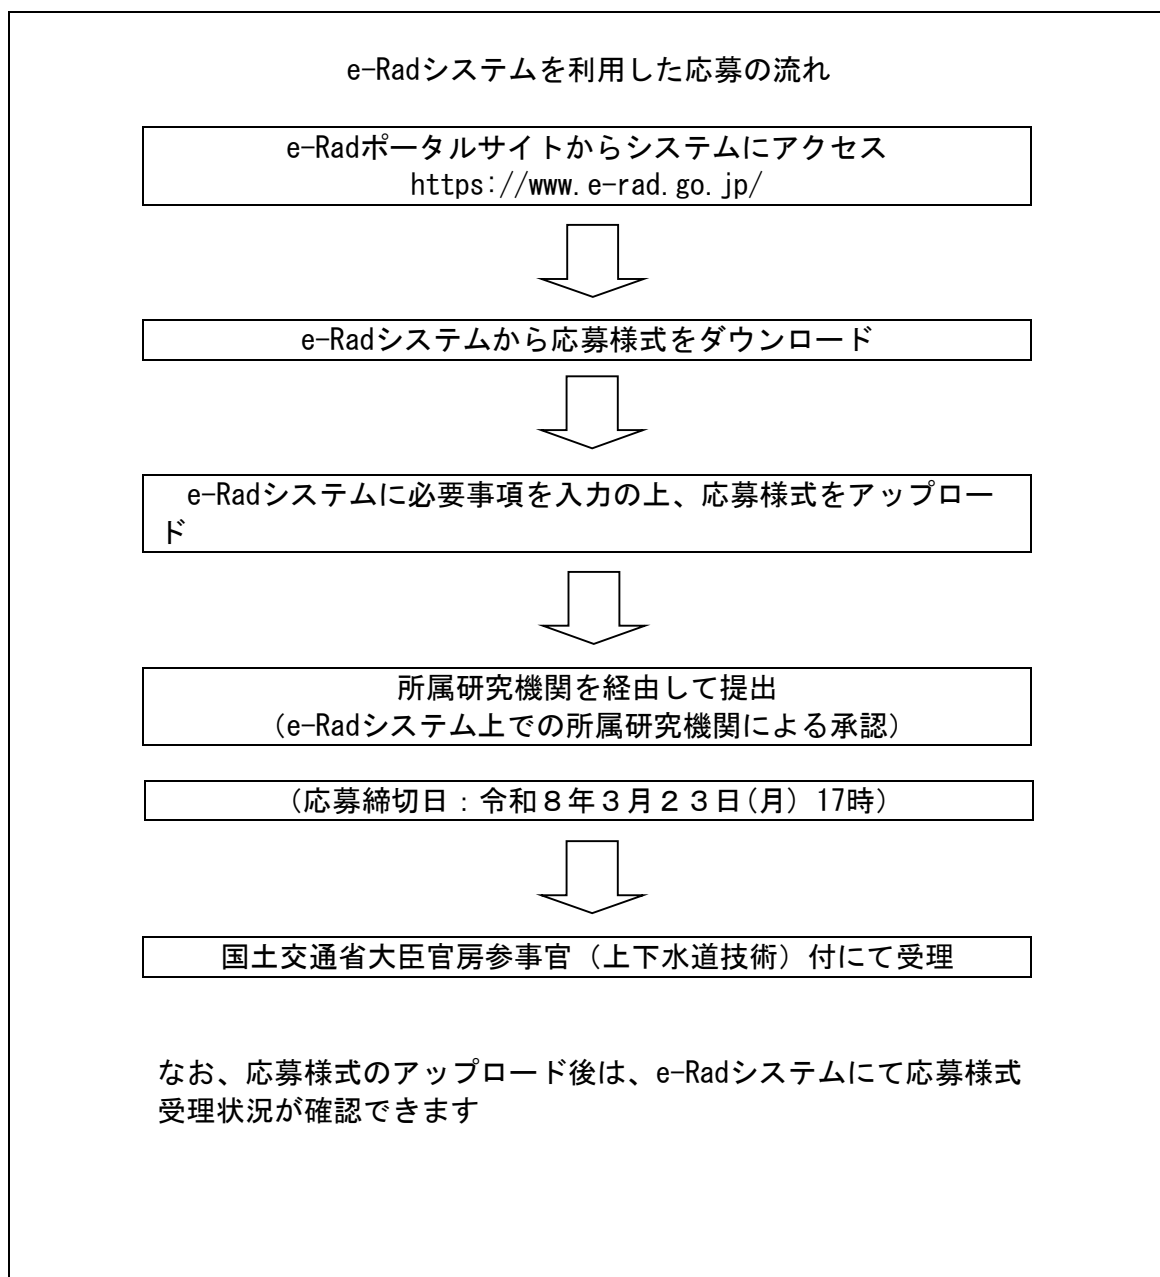 e-Radシステムを利用した応募の流れ
e-Radポータルサイトからシステムにアクセス
https://www.e-rad.go.jp/
e-Radシステムから応募様式をダウンロード
e-Radシステムに必要事項を入力の上、応募様式をアップロー
ド
所属研究機関を経由して提出
（e-Radシステム上での所属研究機関による承認）
（応募締切日：令和８年３月２３日(月) 17時）
国土交通省大臣官房参事官（上下水道技術）付にて受理
なお、応募様式のアップロード後は、e-Radシステムにて応募様式
受理状況が確認できます